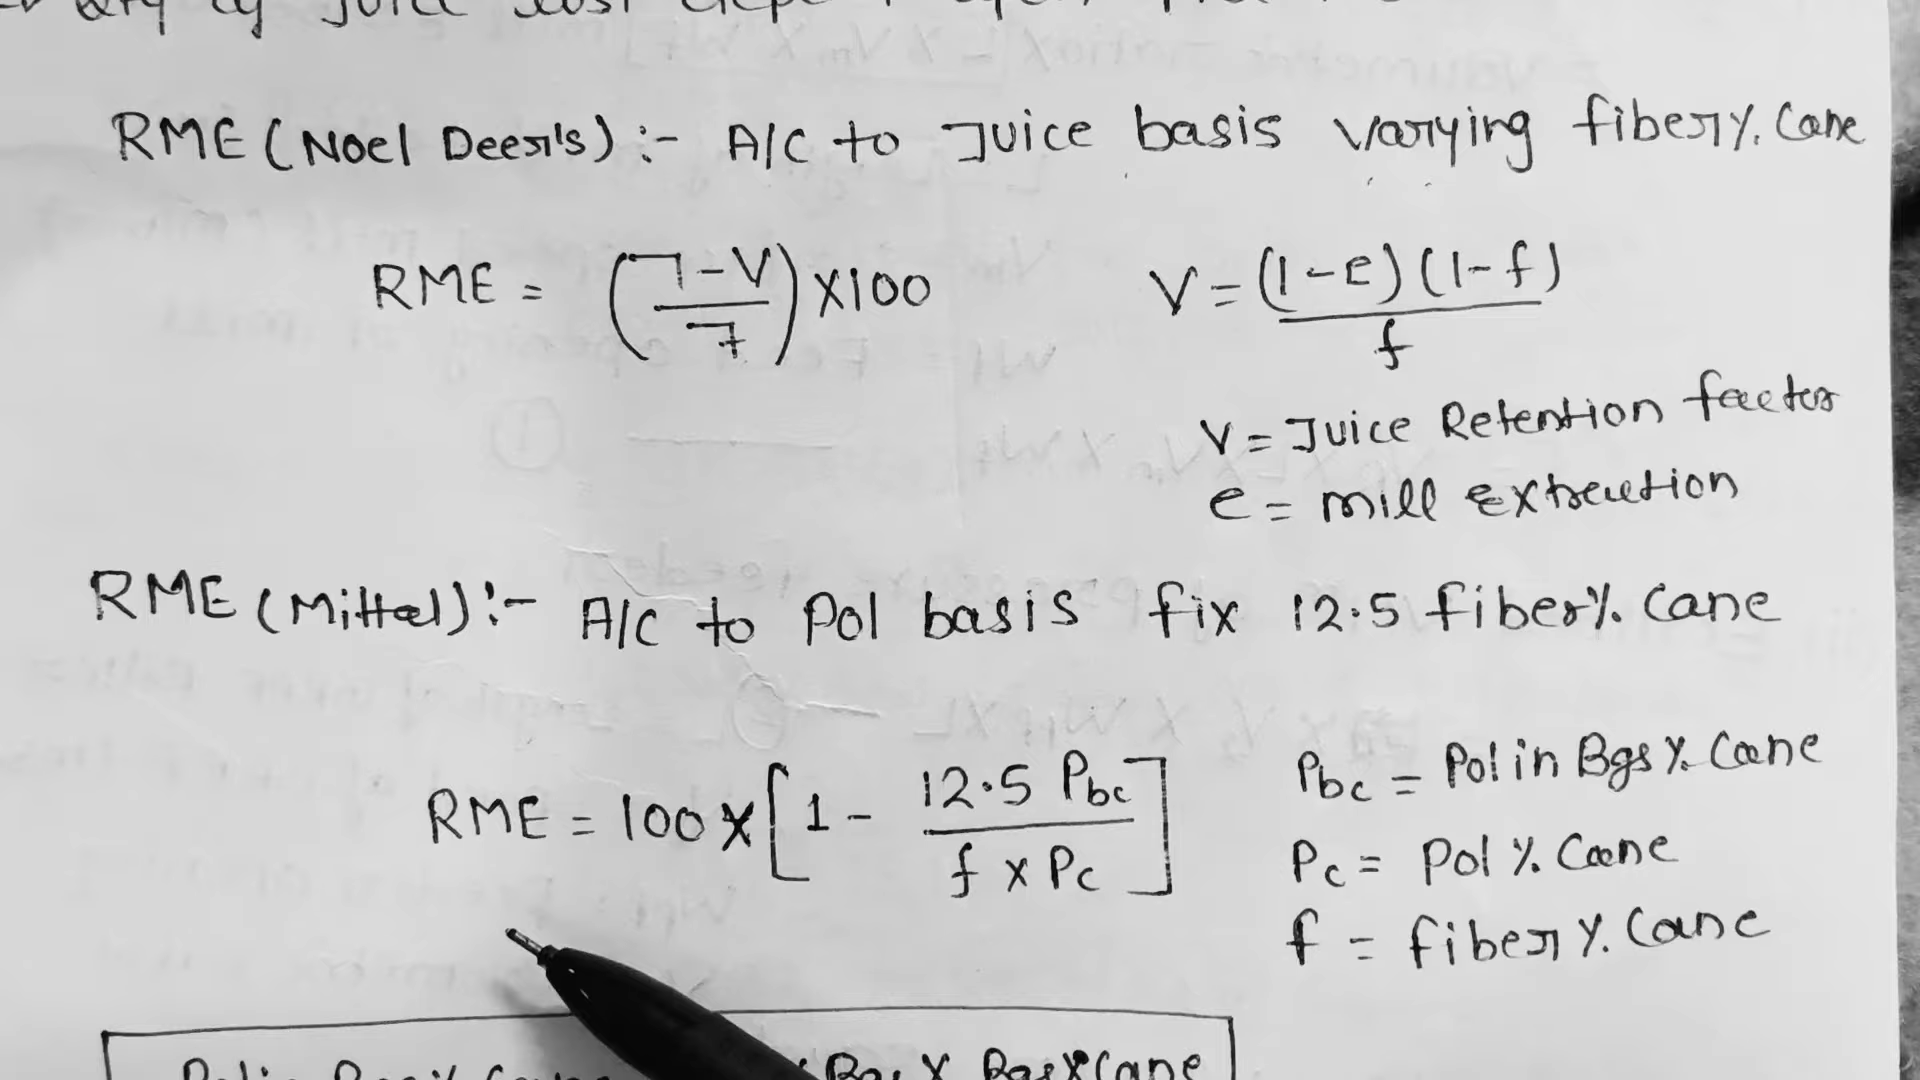 by Juice
RME (Noel Deer's) :- A/C to Juice basis varying fiber%. Cane
RME = (7-V/7) X100
V = (1-e) (1-f)/f
V = Juice Retention factor
e = mill Extraction
RME (Mittal) :- A/C to Pol basis fix 12.5 fiber% Cane
RME = 100 x [1 - 12.5 Pbc/f x Pc]
Pbc = Pol in Bgs %. Cane
Pc = Pol %. Cane
f = fiber %. Cane